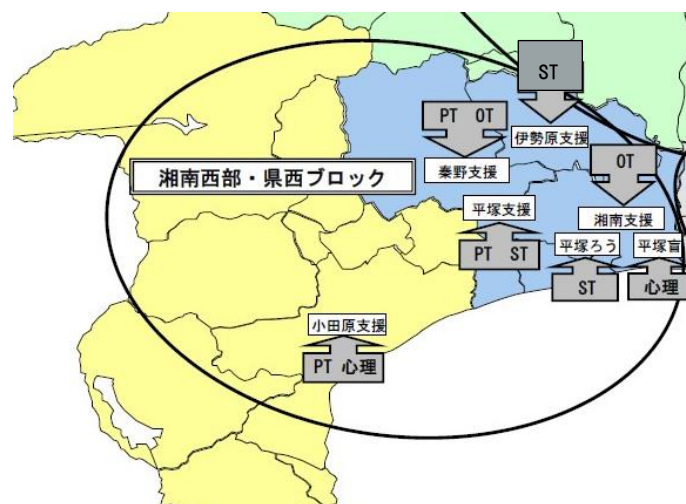 ST
PT OT
伊勢原支援
OT
秦野支援
湘南西部・県西ブロック
平塚支援
湘南支援
PT ST
平塚ろう
平塚盲
ST
心理
小田原支援
PT 心理